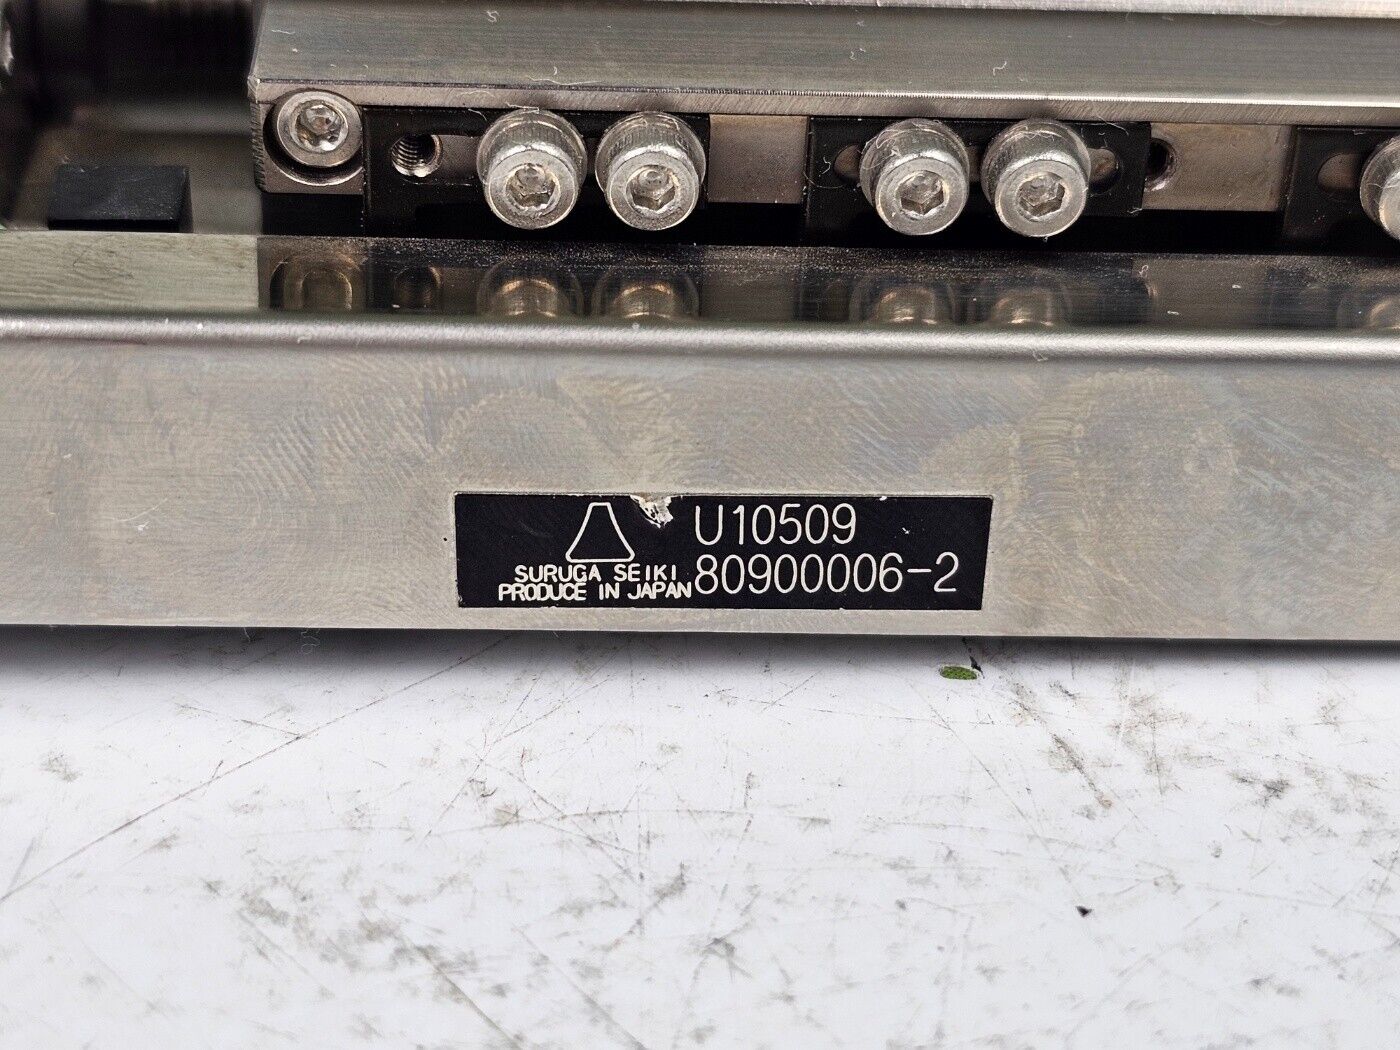 U10509
SURUGA SEIKI 80900006-2
PRODUCE IN JAPAN